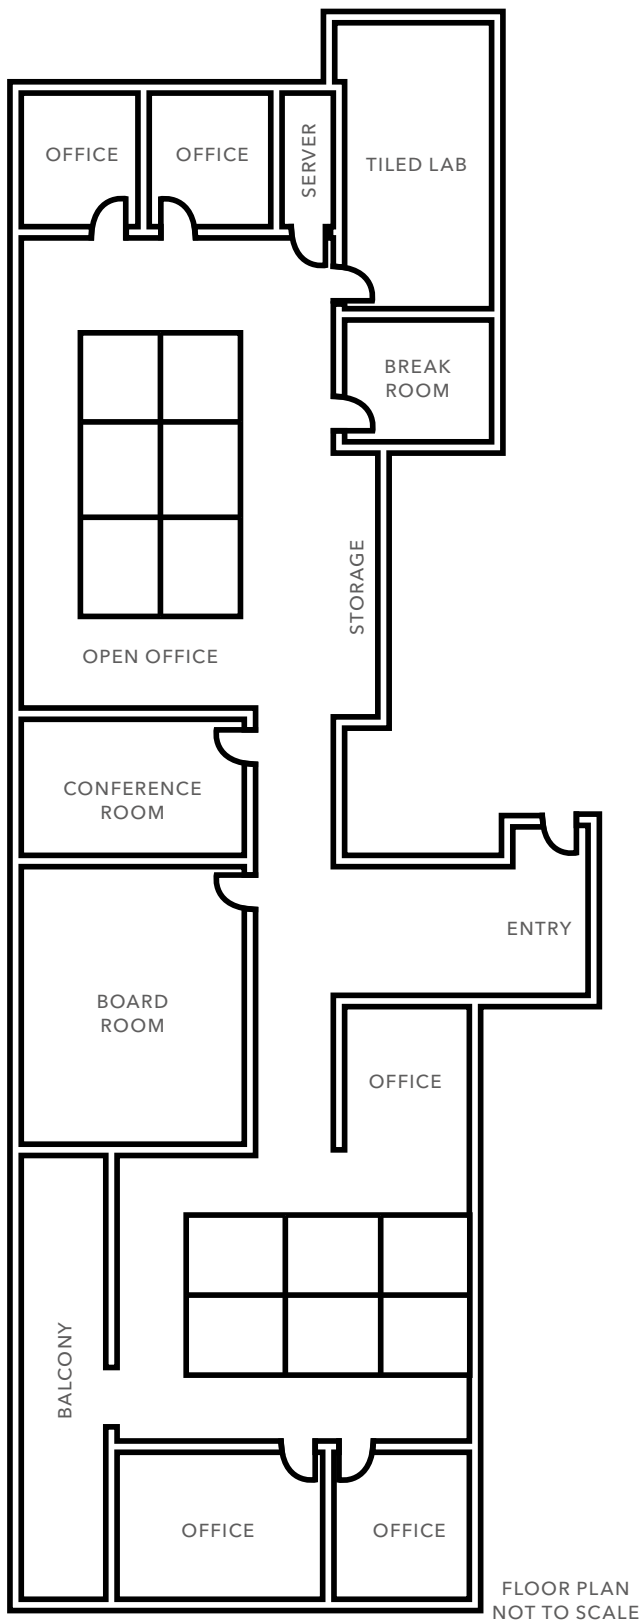 OFFICE
OFFICE
SERVER
TILED LAB
BREAK
ROOM
STORAGE
OPEN OFFICE
CONFERENCE
ROOM
ENTRY
BOARD
ROOM
OFFICE
BALCONY
OFFICE
OFFICE
FLOOR PLAN
NOT TO SCALE